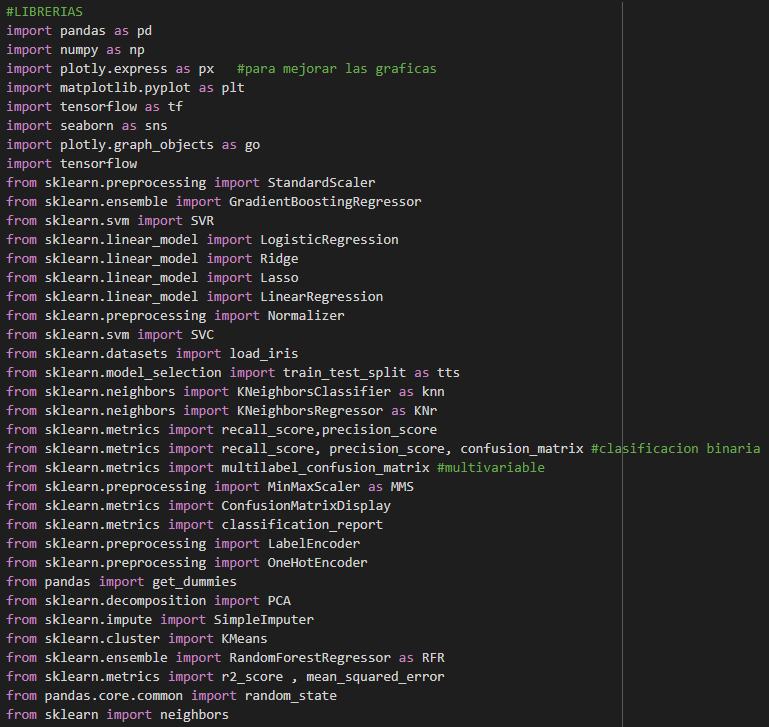 #LIBRERIAS
import pandas as pd
import numpy as np
import plotly.express as px   #para mejorar las graficas
import matplotlib.pyplot as plt
import tensorflow as tf
import seaborn as sns
import plotly.graph_objects as go
import tensorflow
from sklearn.preprocessing import StandardScaler
from sklearn.ensemble import GradientBoostingRegressor
from sklearn.svm import SVR
from sklearn.linear_model import LogisticRegression
from sklearn.linear_model import Ridge
from sklearn.linear_model import Lasso
from sklearn.linear_model import LinearRegression
from sklearn.preprocessing import Normalizer
from sklearn.svm import SVC
from sklearn.datasets import load_iris
from sklearn.model_selection import train_test_split as tts
from sklearn.neighbors import KNeighborsClassifier as knn
from sklearn.neighbors import KNeighborsRegressor as KNr
from sklearn.metrics import recall_score,precision_score
from sklearn.metrics import recall_score, precision_score, confusion_matrix #clasificacion binaria
from sklearn.metrics import multilabel_confusion_matrix #multivariable
from sklearn.preprocessing import MinMaxScaler as MMS
from sklearn.metrics import ConfusionMatrixDisplay
from sklearn.metrics import classification_report
from sklearn.preprocessing import LabelEncoder
from sklearn.preprocessing import OneHotEncoder
from pandas import get_dummies
from sklearn.decomposition import PCA
from sklearn.impute import SimpleImputer
from sklearn.cluster import KMeans
from sklearn.ensemble import RandomForestRegressor as RFR
from sklearn.metrics import r2_score , mean_squared_error
from pandas.core.common import random_state
from sklearn import neighbors